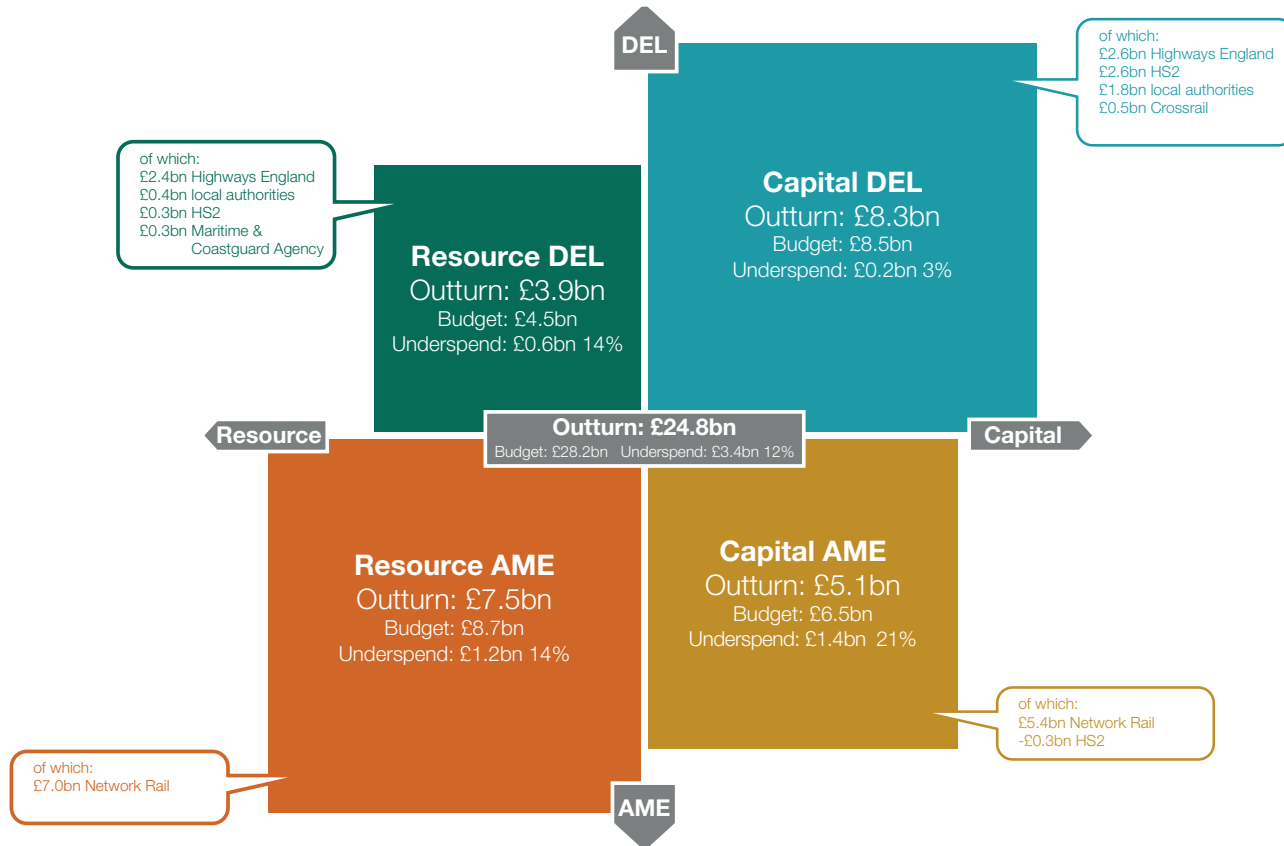 DEL
of which:
£2.6bn Highways England
£2.6bn HS2
£1.8bn local authorities
£0.5bn Crossrail
of which:
£2.4bn Highways England
£0.4bn local authorities
£0.3bn HS2
£0.3bn Maritime &
Coastguard Agency
Resource DEL
Outturn: £3.9bn
Budget: £4.5bn
Underspend: £0.6bn 14%
Capital DEL
Outturn: £8.3bn
Budget: £8.5bn
Underspend: £0.2bn 3%
Resource
Outturn: £24.8bn
Budget: £28.2bn Underspend: £3.4bn 12%
Capital
Resource AME
Outturn: £7.5bn
Budget: £8.7bn
Underspend: £1.2bn 14%
Capital AME
Outturn: £5.1bn
Budget: £6.5bn
Underspend: £1.4bn 21%
of which:
£7.0bn Network Rail
of which:
£5.4bn Network Rail
-£0.3bn HS2
AME